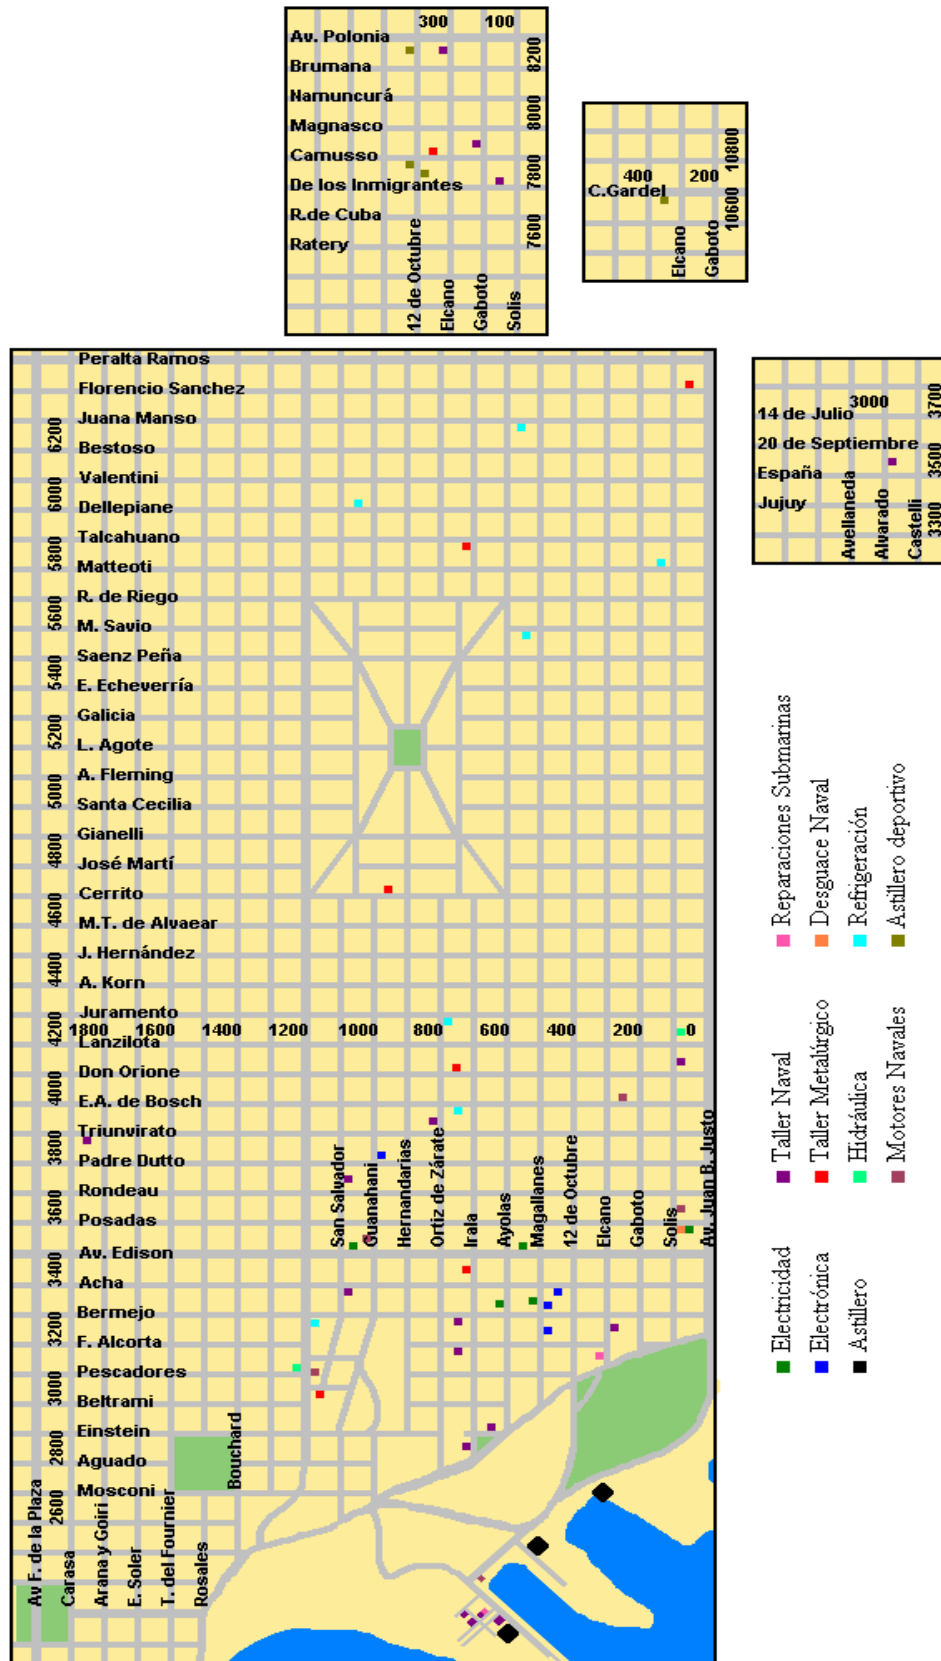 300
100
Av. Polonia
Brumana
Namuncurá
Magnasco
Camusso
De los Inmigrantes
R.de Cuba
Ratery
8200
8000
7800
7600
12 de Octubre
Elcano
Gaboto
Solis
400
200
C.Gardel
10800
10600
Elcano
Gaboto
3000
14 de Julio
20 de Septiembre
España
Jujuy
3700
3500
3300
Avellaneda
Alvarado
Castelli
Peralta Ramos
Florencio Sanchez
Juana Manso
Bestoso
Valentini
Dellepiane
Talcahuano
Matteoti
R. de Riego
M. Savio
Saenz Peña
E. Echeverría
Galicia
L. Agote
A. Fleming
Santa Cecilia
Gianelli
José Martí
Cerrito
M.T. de Alvaear
J. Hernández
A. Korn
Juramento
Lanzilota
Don Orione
E.A. de Bosch
Triunvirato
Padre Dutto
Rondeau
Posadas
Av. Edison
Acha
Bermejo
F. Alcorta
Pescadores
Beltrami
Einstein
Aguado
Mosconi
6200
6000
5800
5600
5400
5200
5000
4800
4600
4400
4200
4000
3800
3600
3400
3200
3000
2800
2600
1800
1600
1400
1200
1000
800
600
400
200
0
Av F. de la Plaza
Carasa
Arana y Goiri
E. Soler
T. del Fournier
Rosales
Bouchard
San Salvador
Guanahani
Hernandarias
Ortiz de Zárate
Irala
Ayolas
Magallanes
12 de Octubre
Elcano
Gaboto
Solis
Av. Juan B. Justo
Electricidad
Electrónica
Astillero
Taller Naval
Taller Metalúrgico
Hidráulica
Motores Navales
Reparaciones Submarinas
Desguace Naval
Refrigeración
Astillero deportivo